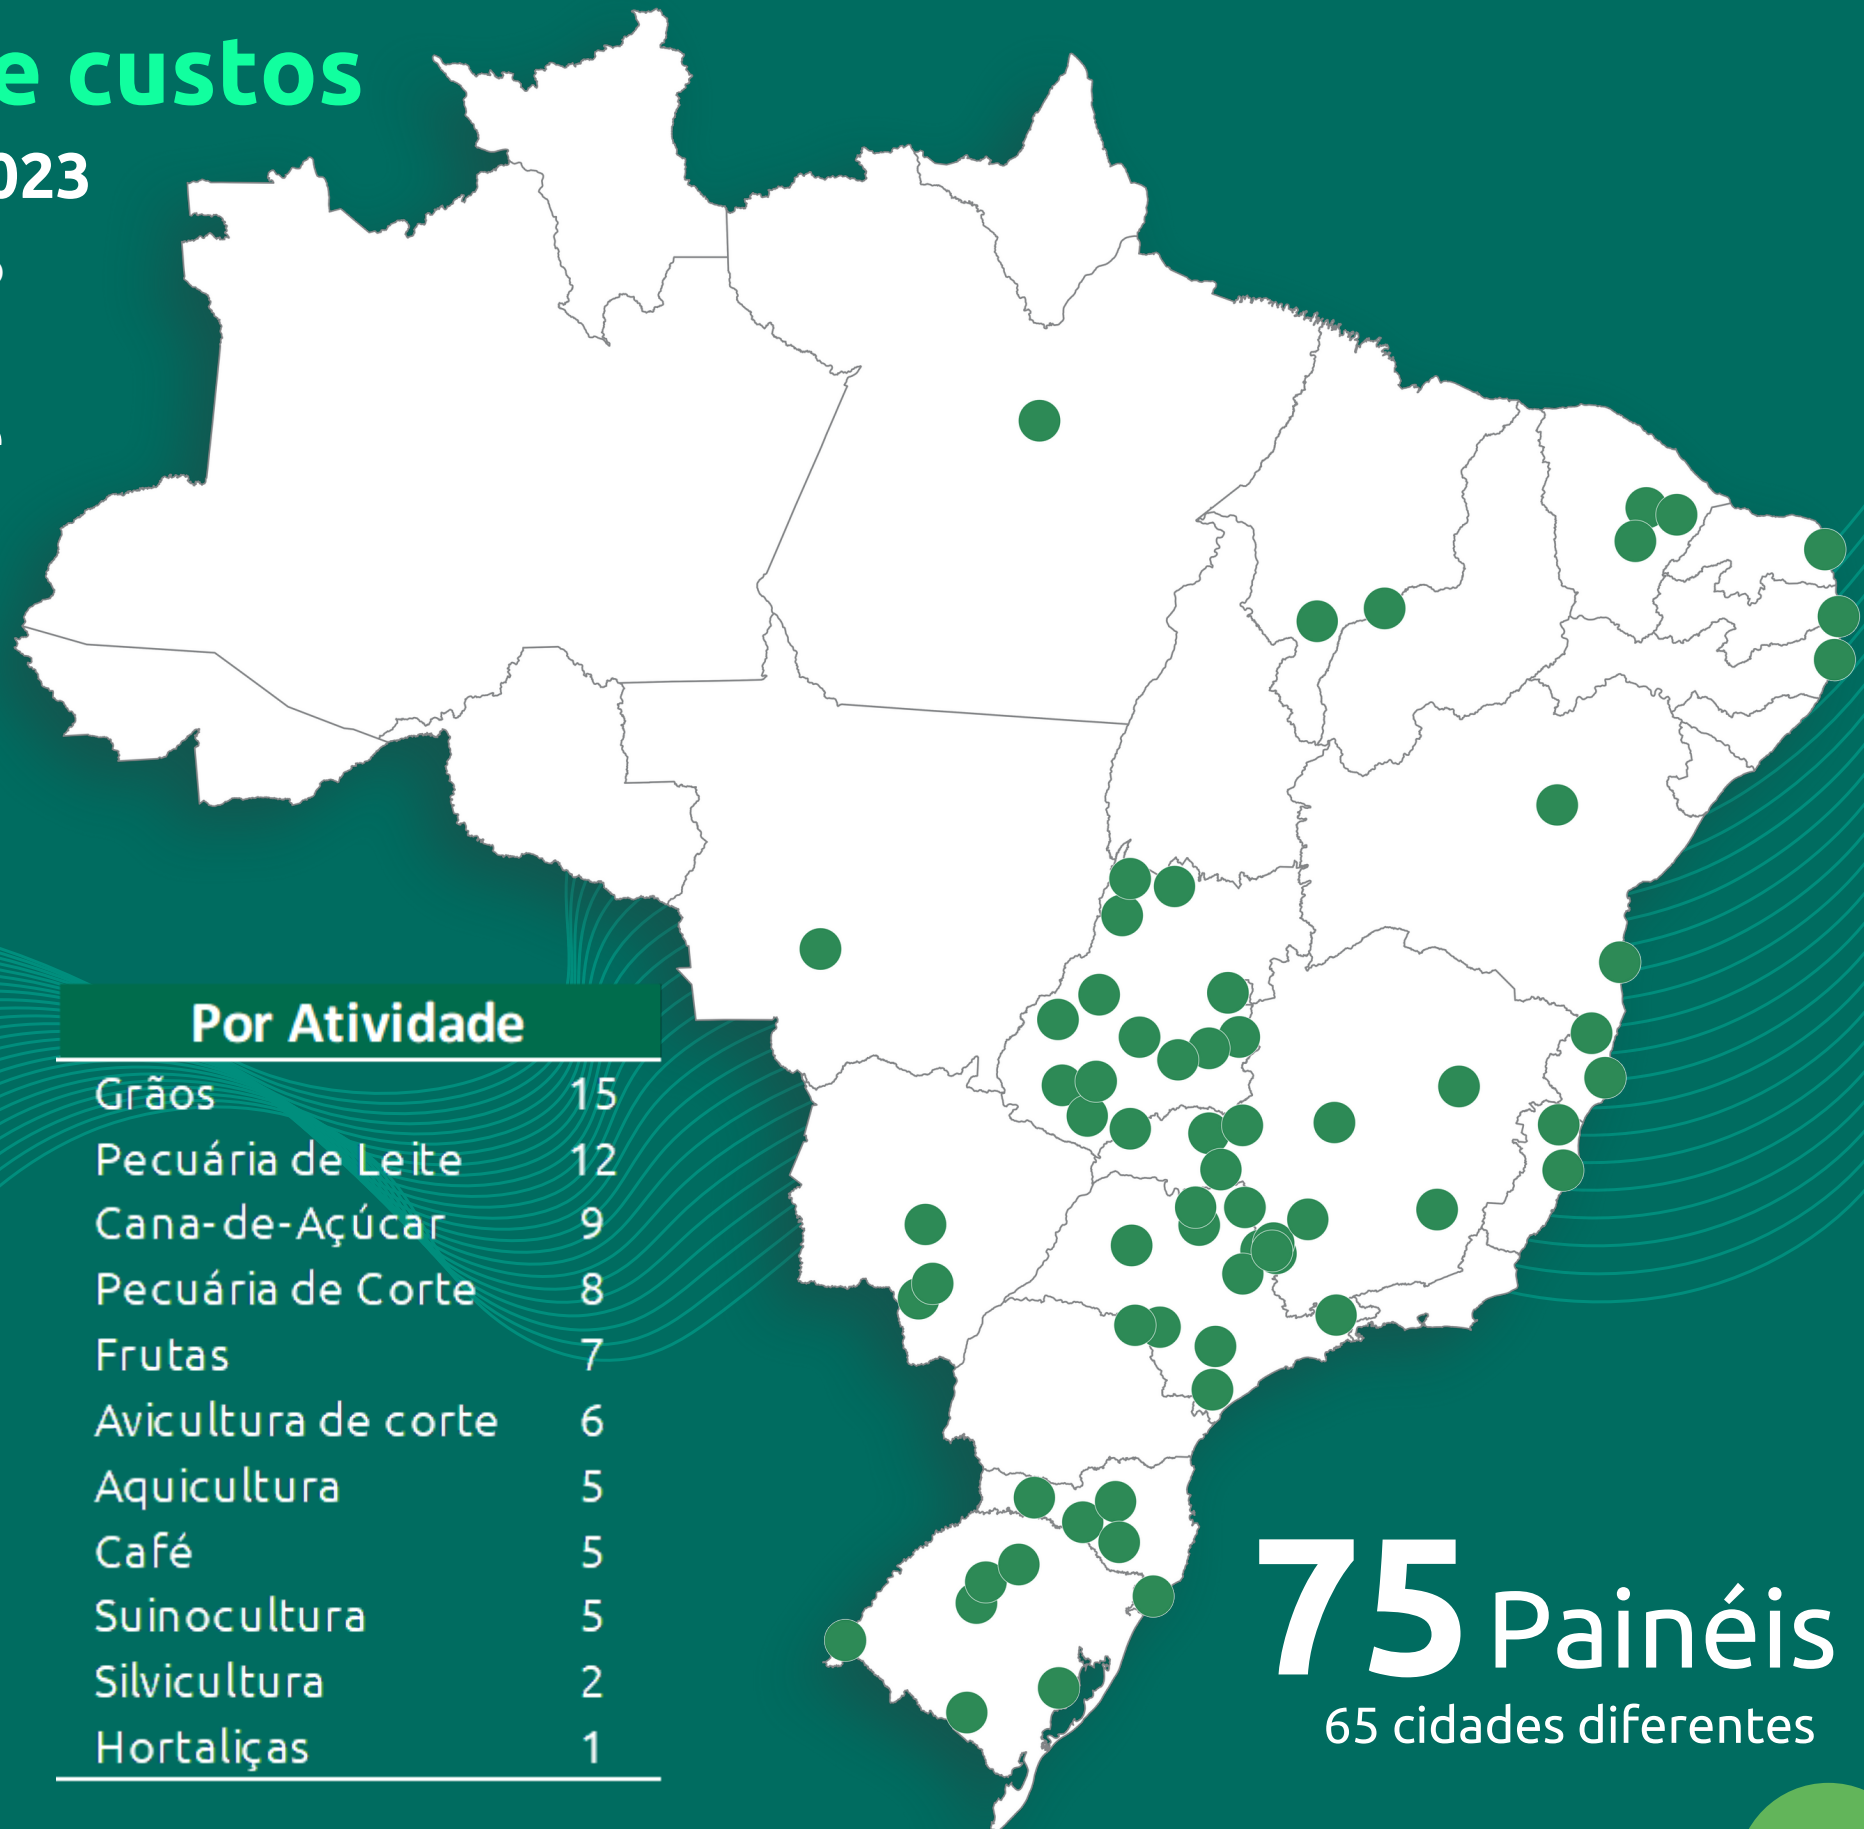 e custos
023
Por Atividade
Grãos 15
Pecuária de Leite 12
Cana-de-Açúcar 9
Pecuária de Corte 8
Frutas 7
Avicultura de corte 6
Aquicultura 5
Café 5
Suinocultura 5
Silvicultura 2
Hortaliças 1
75 Painéis
65 cidades diferentes